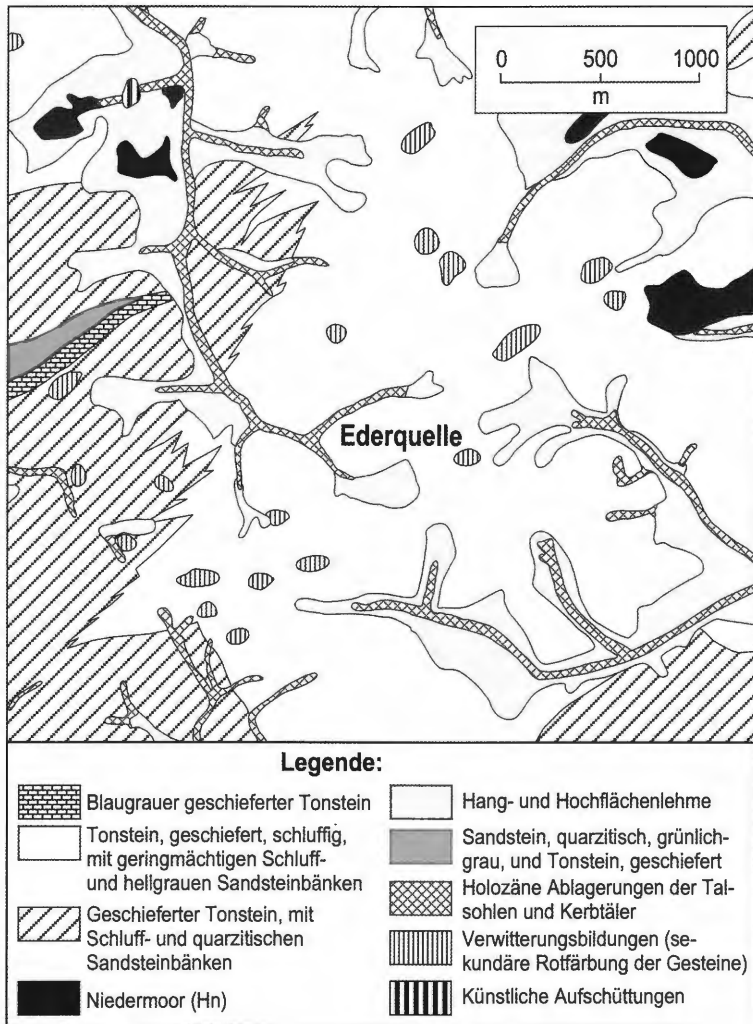 0 500 1000
m
Ederquelle
Legende:
Blaugrauer geschieferter Tonstein
Tonstein, geschiefert, schluffig,
mit geringmächtigen Schluff-
und hellgrauen Sandsteinbänken
Geschieferter Tonstein, mit
Schluff- und quarzitischen
Sandsteinbänken
Niedermoor (Hn)
Hang- und Hochflächenlehme
Sandstein, quarzitisch, grünlich-
grau, und Tonstein, geschiefert
Holozäne Ablagerungen der Tal-
sohlen und Kerbtäler
Verwitterungsbildungen (se-
kundäre Rotfärbung der Gesteine)
Künstliche Aufschüttungen